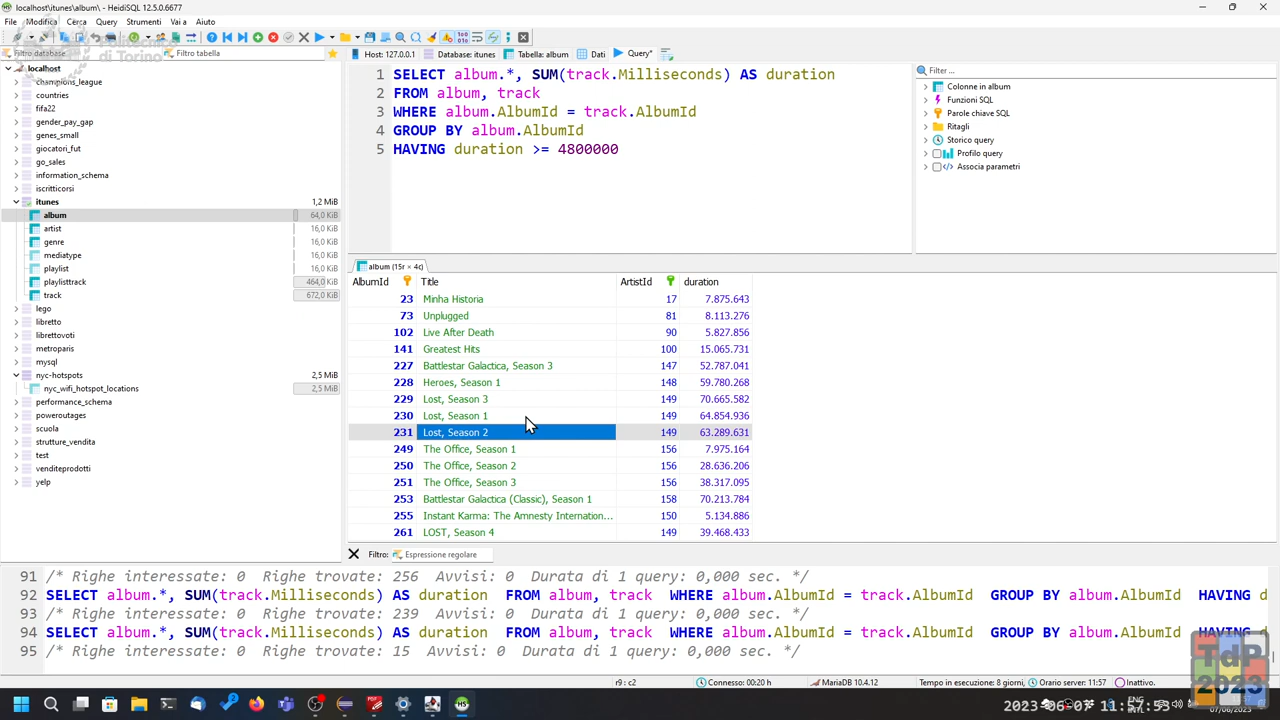 localhost\itunes\album\ - HeidiSQL 12.5.0.6677
File Modifica Cerca Query Strumenti Vai a Aiuto
Politecnico
di Torino
Filtro database
Filtro tabella
Host: 127.0.0.1 Database: itunes Tabella: album Dati Query*
localhost
champions_league
countries
fifa22
gender_pay_gap
genes_small
giocatori_fut
go_sales
information_schema
iscritticorsi
itunes 1,2 MiB
album 64,0 KiB
artist 16,0 KiB
genre 16,0 KiB
mediatype 16,0 KiB
playlist 16,0 KiB
playlisttrack 464,0 KiB
track 672,0 KiB
lego
libretto
librettovoti
metroparis
mysql
nyc-hotspots 2,5 MiB
nyc_wifi_hotspot_locations 2,5 MiB
performance_schema
poweroutages
scuola
sportware_vendita
test
venditeprodotti
yelp
1 SELECT album.*, SUM(track.Milliseconds) AS duration
2 FROM album, track
3 WHERE album.AlbumId = track.AlbumId
4 GROUP BY album.AlbumId
5 HAVING duration >= 4800000
Filter ...
Colonne in album
Funzioni SQL
Parole chiave SQL
Ritagli
Storico query
Profilo query
Associa parametri
album (15r × 4c)
AlbumId Title ArtistId duration
23 Minha Historia 17 7.875.643
73 Unplugged 81 8.113.276
102 Live After Death 90 5.827.856
141 Greatest Hits 100 15.065.731
227 Battlestar Galactica, Season 3 147 52.787.041
228 Heroes, Season 1 148 59.780.268
229 Lost, Season 3 149 70.665.582
230 Lost, Season 1 149 64.854.936
231 Lost, Season 2 149 63.289.631
249 The Office, Season 1 156 7.975.164
250 The Office, Season 2 156 28.636.206
251 The Office, Season 3 156 38.317.095
253 Battlestar Galactica (Classic), Season 1 158 70.213.784
255 Instant Karma: The Amnesty Internation... 150 5.134.886
261 LOST, Season 4 149 39.468.433
Filtro: Espressione regolare
91 /* Righe interessate: 0 Righe trovate: 256 Avvisi: 0 Durata di 1 query: 0,000 sec. */
92 SELECT album.*, SUM(track.Milliseconds) AS duration FROM album, track WHERE album.AlbumId = track.AlbumId GROUP BY album.AlbumId HAVING d
93 /* Righe interessate: 0 Righe trovate: 239 Avvisi: 0 Durata di 1 query: 0,000 sec. */
94 SELECT album.*, SUM(track.Milliseconds) AS duration FROM album, track WHERE album.AlbumId = track.AlbumId GROUP BY album.AlbumId HAVING d
95 /* Righe interessate: 0 Righe trovate: 15 Avvisi: 0 Durata di 1 query: 0,000 sec. */
TdP
2023
r9 : c2 Connesso: 00:20 h MariaDB 10.4.12 Tempo in esecuzione: 8 giorni, Orario server: 11:57 Inattivo.
ENG
2023-06-07 11:57
07/06/2023